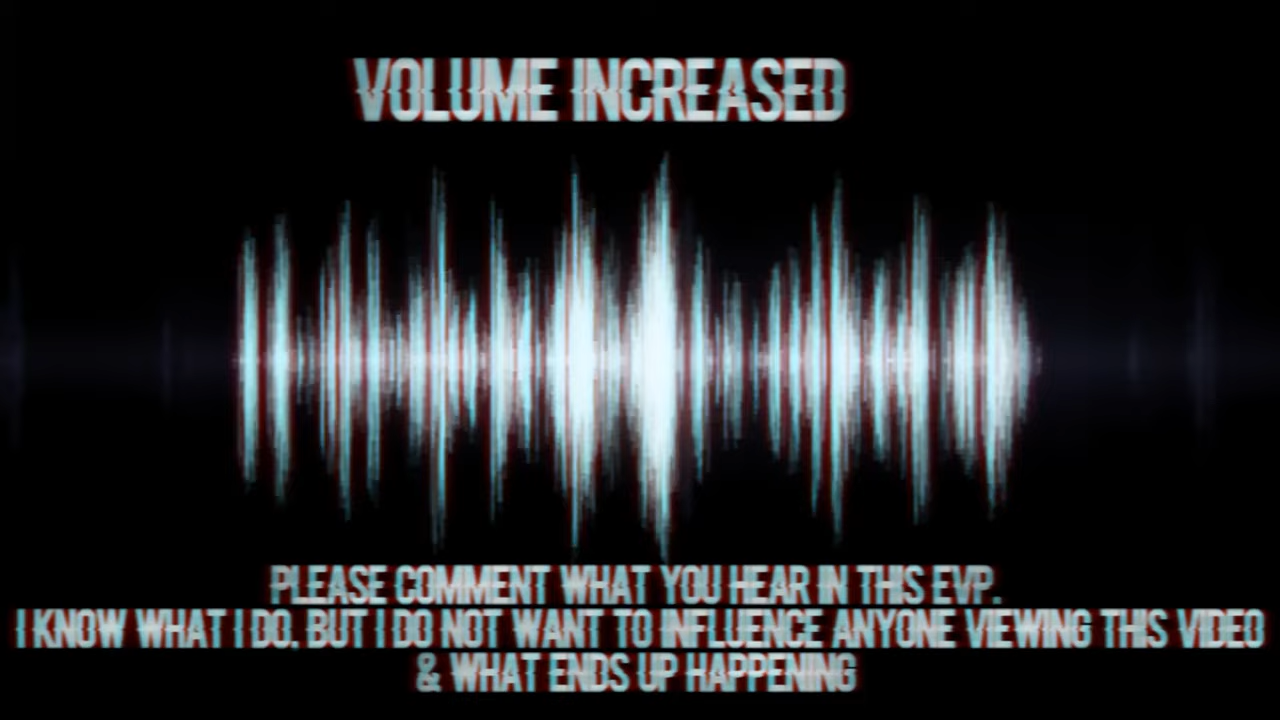 VOLUME INCREASED
PLEASE COMMENT WHAT YOU HEAR IN THIS EVP.
I KNOW WHAT I DO. BUT I DO NOT WANT TO INFLUENCE ANYONE VIEWING THIS VIDEO
& WHAT ENDS UP HAPPENING